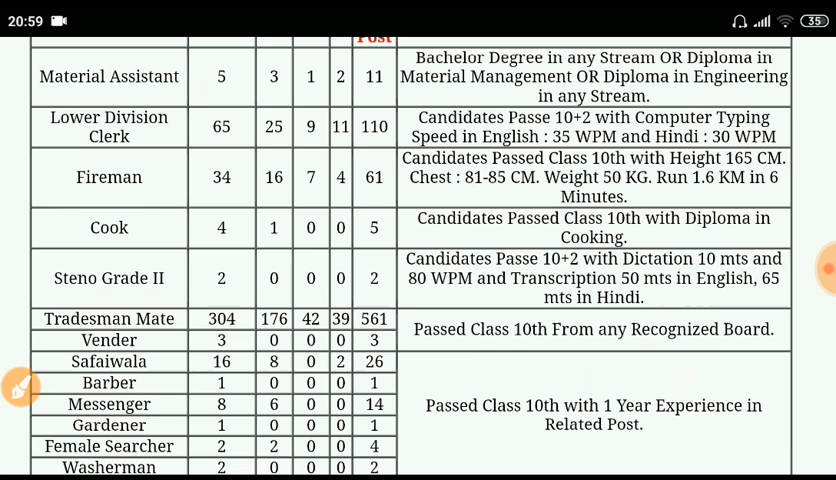 20:59 35
Post
Material Assistant 5 3 1 2 11 Bachelor Degree in any Stream OR Diploma in
Material Management OR Diploma in Engineering
in any Stream.
Lower Division
Clerk 65 25 9 11 110 Candidates Passe 10+2 with Computer Typing
Speed in English : 35 WPM and Hindi : 30 WPM
Fireman 34 16 7 4 61 Candidates Passed Class 10th with Height 165 CM.
Chest : 81-85 CM. Weight 50 KG. Run 1.6 KM in 6
Minutes.
Cook 4 1 0 0 5 Candidates Passed Class 10th with Diploma in
Cooking.
Steno Grade II 2 0 0 0 2 Candidates Passe 10+2 with Dictation 10 mts and
80 WPM and Transcription 50 mts in English, 65
mts in Hindi.
Tradesman Mate 304 176 42 39 561 Passed Class 10th From any Recognized Board.
Vender 3 0 0 0 3
Safaiwala 16 8 0 2 26
Barber 1 0 0 0 1
Messenger 8 6 0 0 14 Passed Class 10th with 1 Year Experience in
Related Post.
Gardener 1 0 0 0 1
Female Searcher 2 2 0 0 4
Washerman 2 0 0 0 2